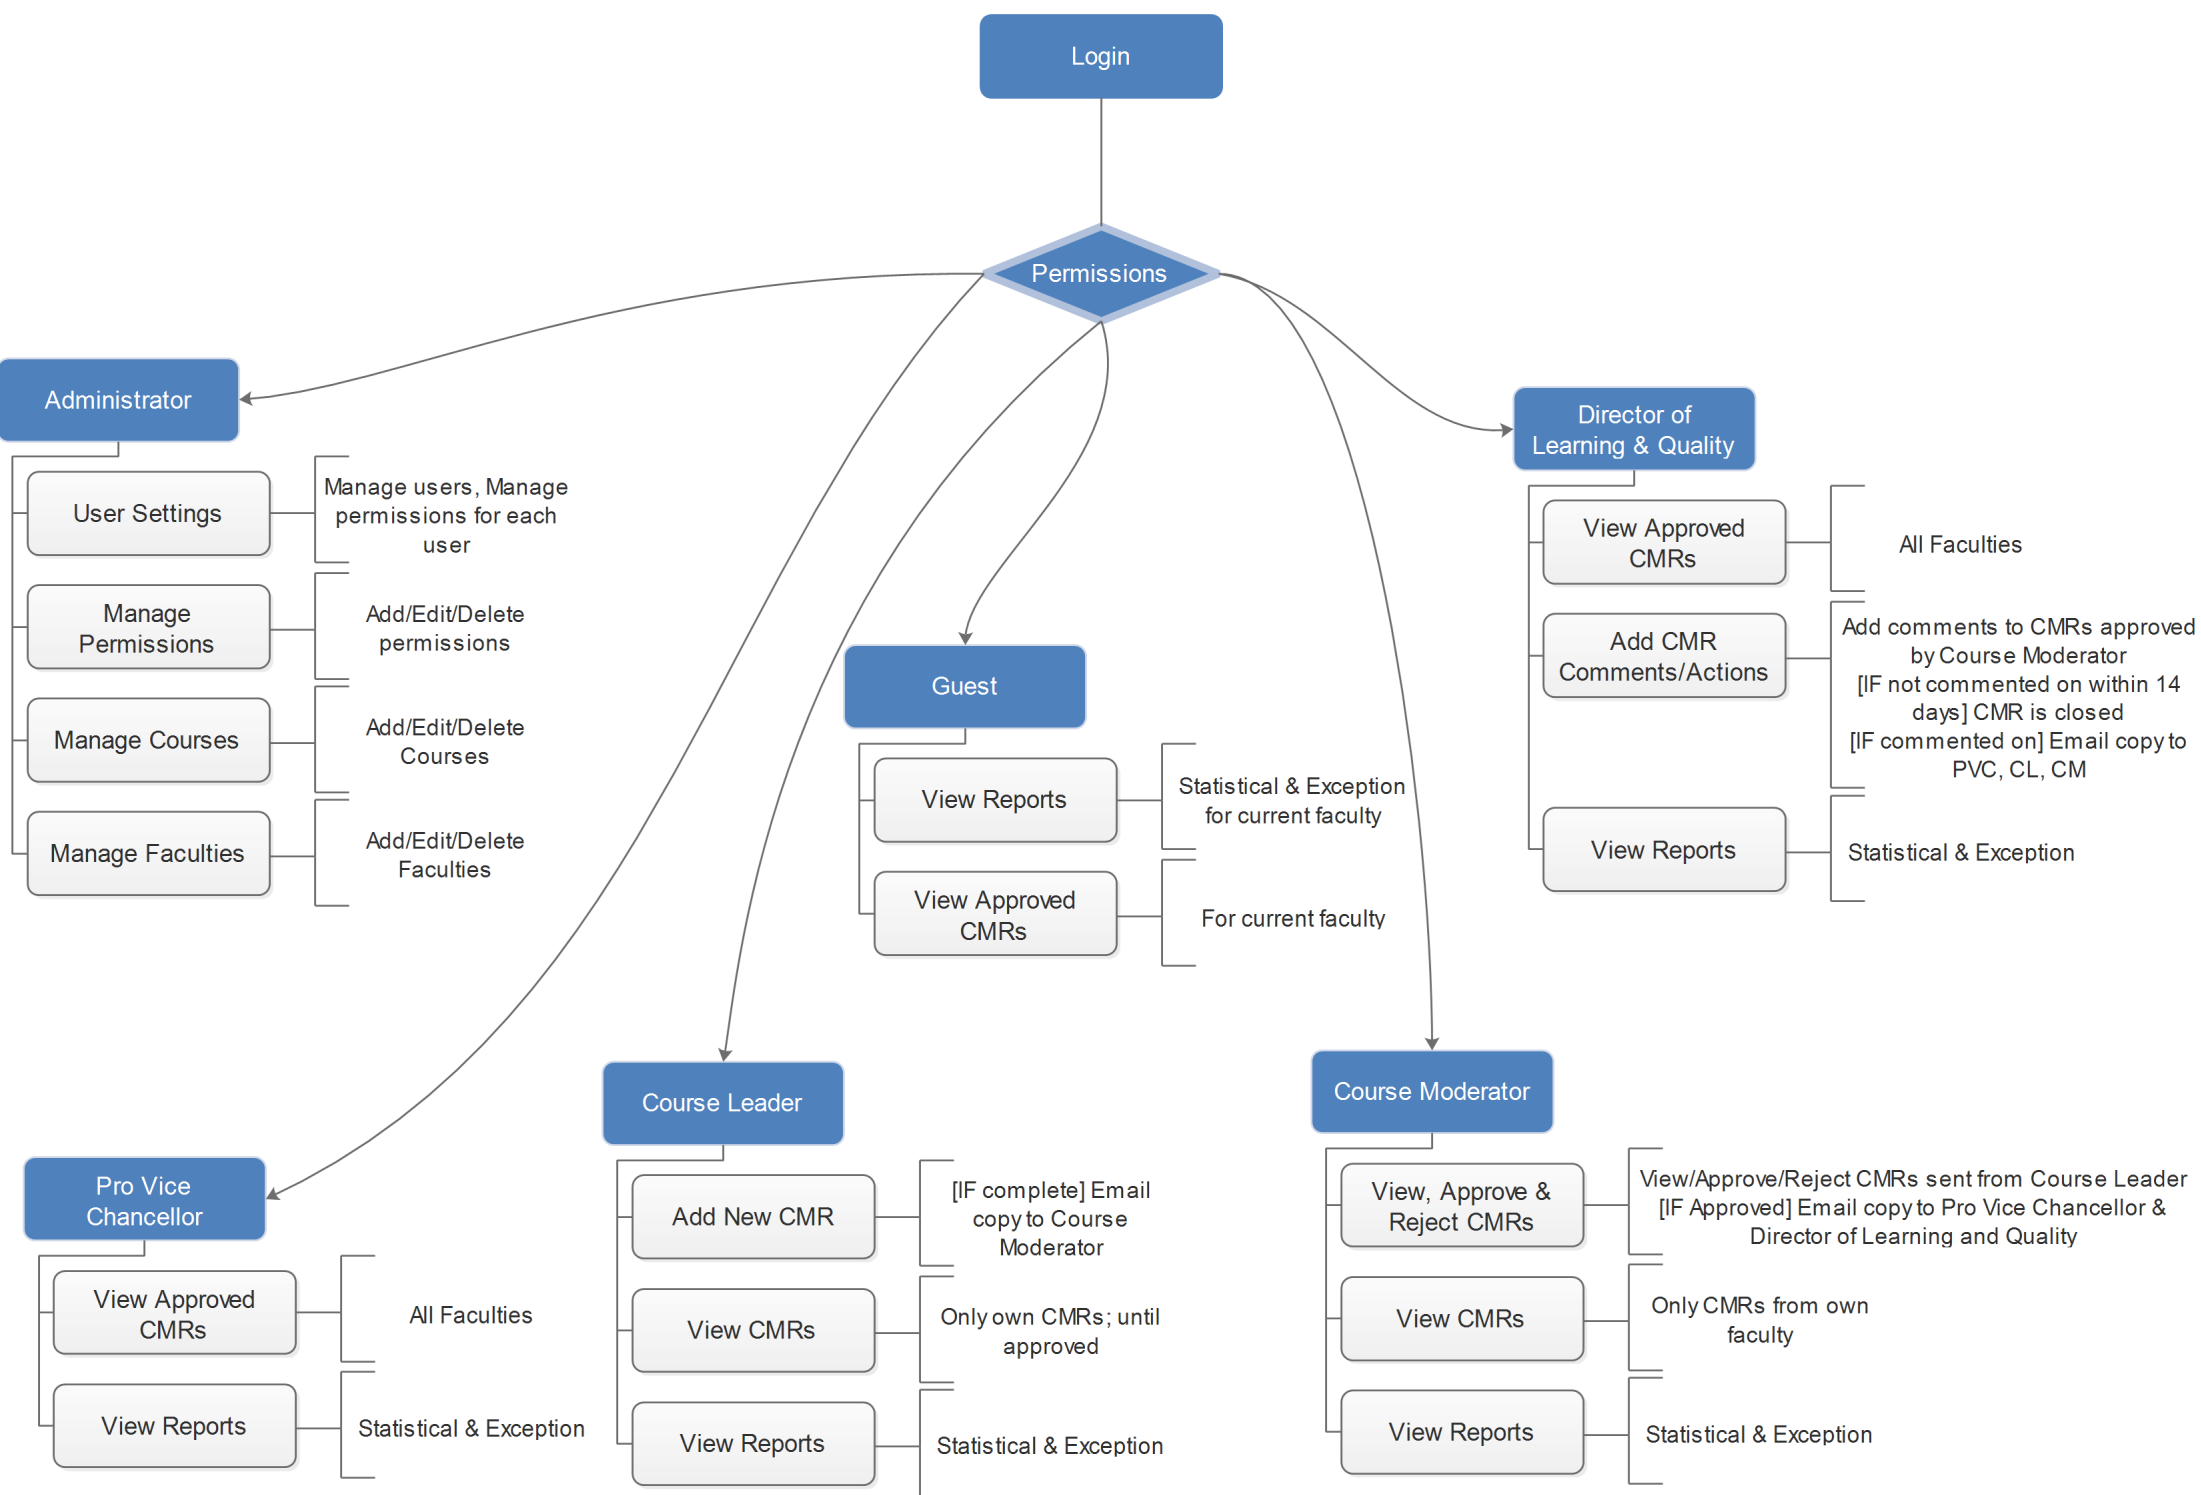 Login
Permissions
Administrator
User Settings
Manage users, Manage
permissions for each
user
Manage
Permissions
Add/Edit/Delete
permissions
Manage Courses
Add/Edit/Delete
Courses
Manage Faculties
Add/Edit/Delete
Faculties
Director of
Learning & Quality
View Approved
CMRs
All Faculties
Add CMR
Comments/Actions
Add comments to CMRs approved
by Course Moderator
[IF not commented on within 14
days] CMR is closed
[IF commented on] Email copy to
PVC, CL, CM
View Reports
Statistical & Exception
Guest
View Reports
Statistical & Exception
for current faculty
View Approved
CMRs
For current faculty
Pro Vice
Chancellor
View Approved
CMRs
All Faculties
View Reports
Statistical & Exception
Course Leader
Add New CMR
[IF complete] Email
copy to Course
Moderator
View CMRs
Only own CMRs; until
approved
View Reports
Statistical & Exception
Course Moderator
View, Approve &
Reject CMRs
View/Approve/Reject CMRs sent from Course Leader
[IF Approved] Email copy to Pro Vice Chancellor &
Director of Learning and Quality
View CMRs
Only CMRs from own
faculty
View Reports
Statistical & Exception